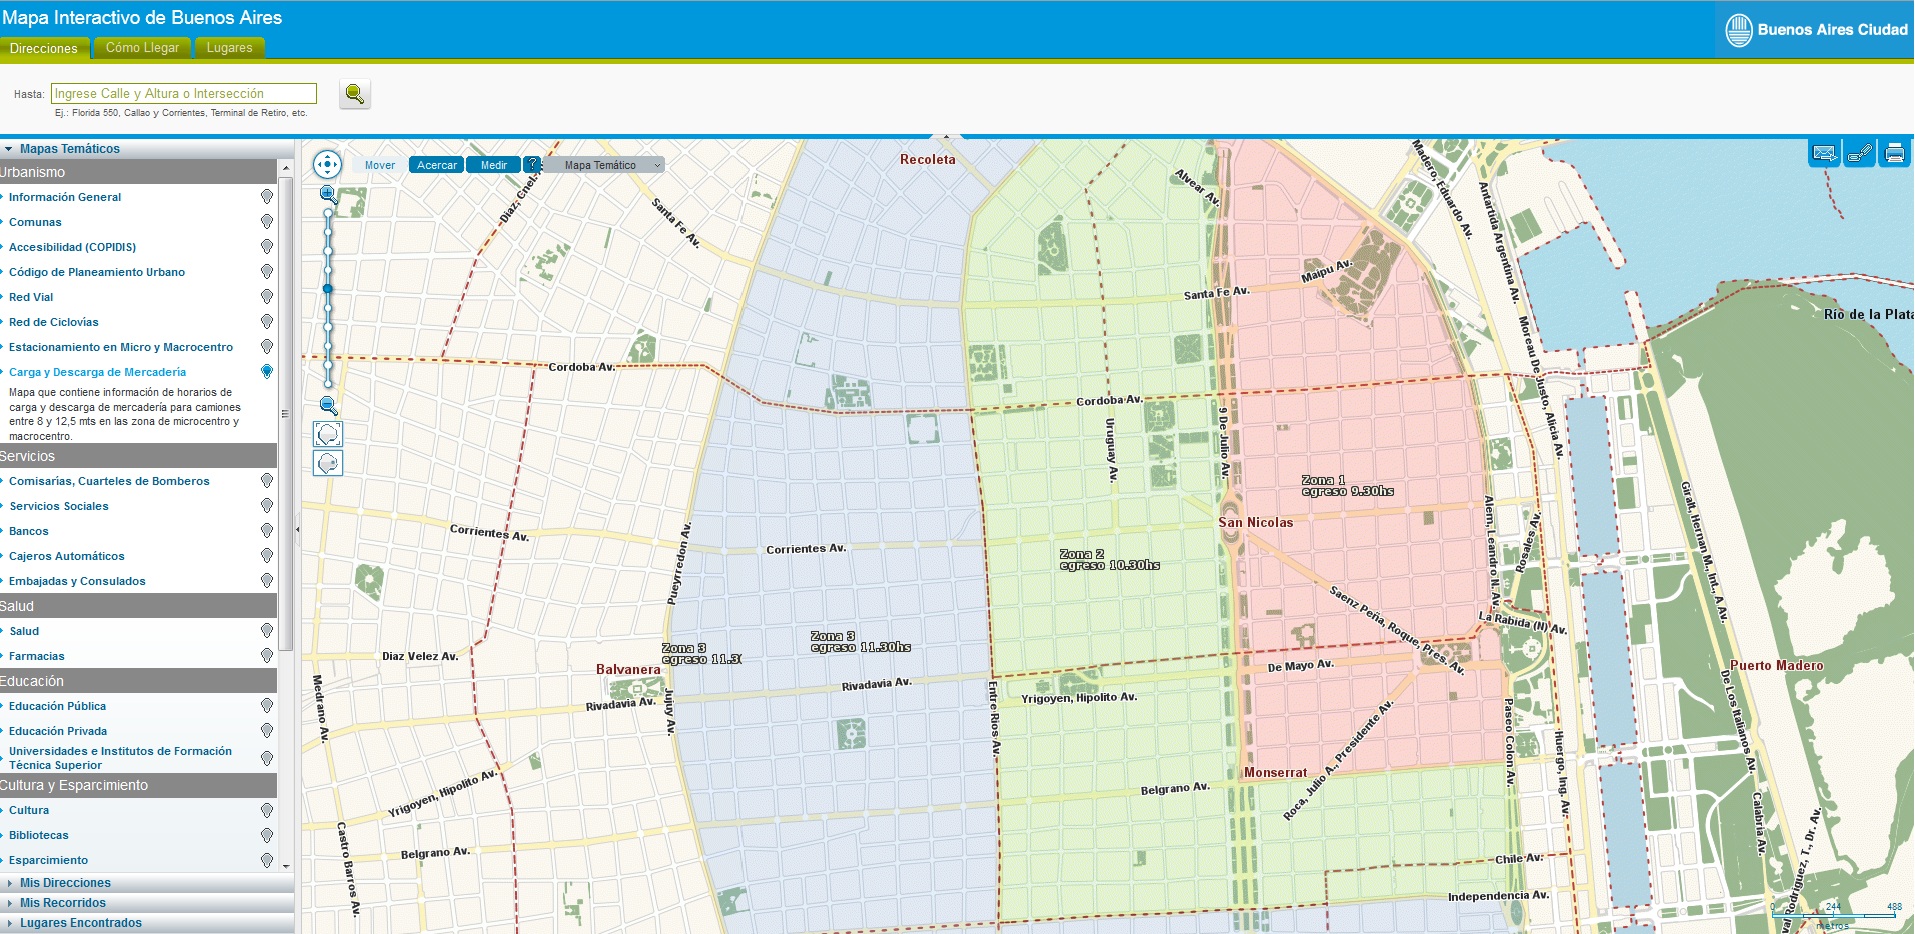 Mapa Interactivo de Buenos Aires
Buenos Aires Ciudad
Direcciones
Cómo Llegar
Lugares
Hasta:
Ingrese Calle y Altura o Intersección
Ej.: Florida 550, Callao y Corrientes, Terminal de Retiro, etc.
Mapas Temáticos
Urbanismo
Información General
Comunas
Accesibilidad (COPIDIS)
Código de Planeamiento Urbano
Red Vial
Red de Ciclovías
Estacionamiento en Micro y Macrocentro
Carga y Descarga de Mercadería
Mapa que contiene información de horarios de
carga y descarga de mercadería para camiones
entre 8 y 12,5 mts en las zona de microcentro y
macrocentro.
Servicios
Comisarías, Cuarteles de Bomberos
Servicios Sociales
Bancos
Cajeros Automáticos
Embajadas y Consulados
Salud
Salud
Farmacias
Educación
Educación Pública
Educación Privada
Universidades e Institutos de Formación
Técnica Superior
Cultura y Esparcimiento
Cultura
Bibliotecas
Esparcimiento
Mis Direcciones
Mis Recorridos
Lugares Encontrados
Mover
Acercar
Medir
?
Mapa Temático
Recoleta
Diaz, Cnel.
Santa Fe Av.
Alvear Av.
Madero, Eduardo Av.
Antartida Argentina Av.
Maipu Av.
Santa Fe Av.
Rio de la Plata
Moreau De Justo, Alicia Av.
Cordoba Av.
Cordoba Av.
Uruguay Av.
9 De Julio Av.
Zona 1
egreso 9.30hs
San Nicolas
Corrientes Av.
Corrientes Av.
Pueyrredon Av.
Zona 2
egreso 10.30hs
Alem, Leandro N. Av.
Rosales Av.
Giralt, Hernan M., Int., A Av.
Saenz Peña, Roque, Pres. Av.
La Rabida (N) Av.
Zona 3
egreso 11.30hs
Zona 3
egreso 11.3
Diaz Velez Av.
Balvanera
De Mayo Av.
Puerto Madero
Medrano Av.
Rivadavia Av.
Rivadavia Av.
Jujuy Av.
Entre Rios Av.
Yrigoyen, Hipolito Av.
De Los Italianos Av.
Paseo Colon Av.
Roca, Julio A., Presidente Av.
Huergo, Ing. Av.
Monserrat
Yrigoyen, Hipolito Av.
Belgrano Av.
Calabria Av.
Castro Barros Av.
Belgrano Av.
Chile Av.
Rodriguez, T., Dr. Av.
Independencia Av.
0 244 488
metros